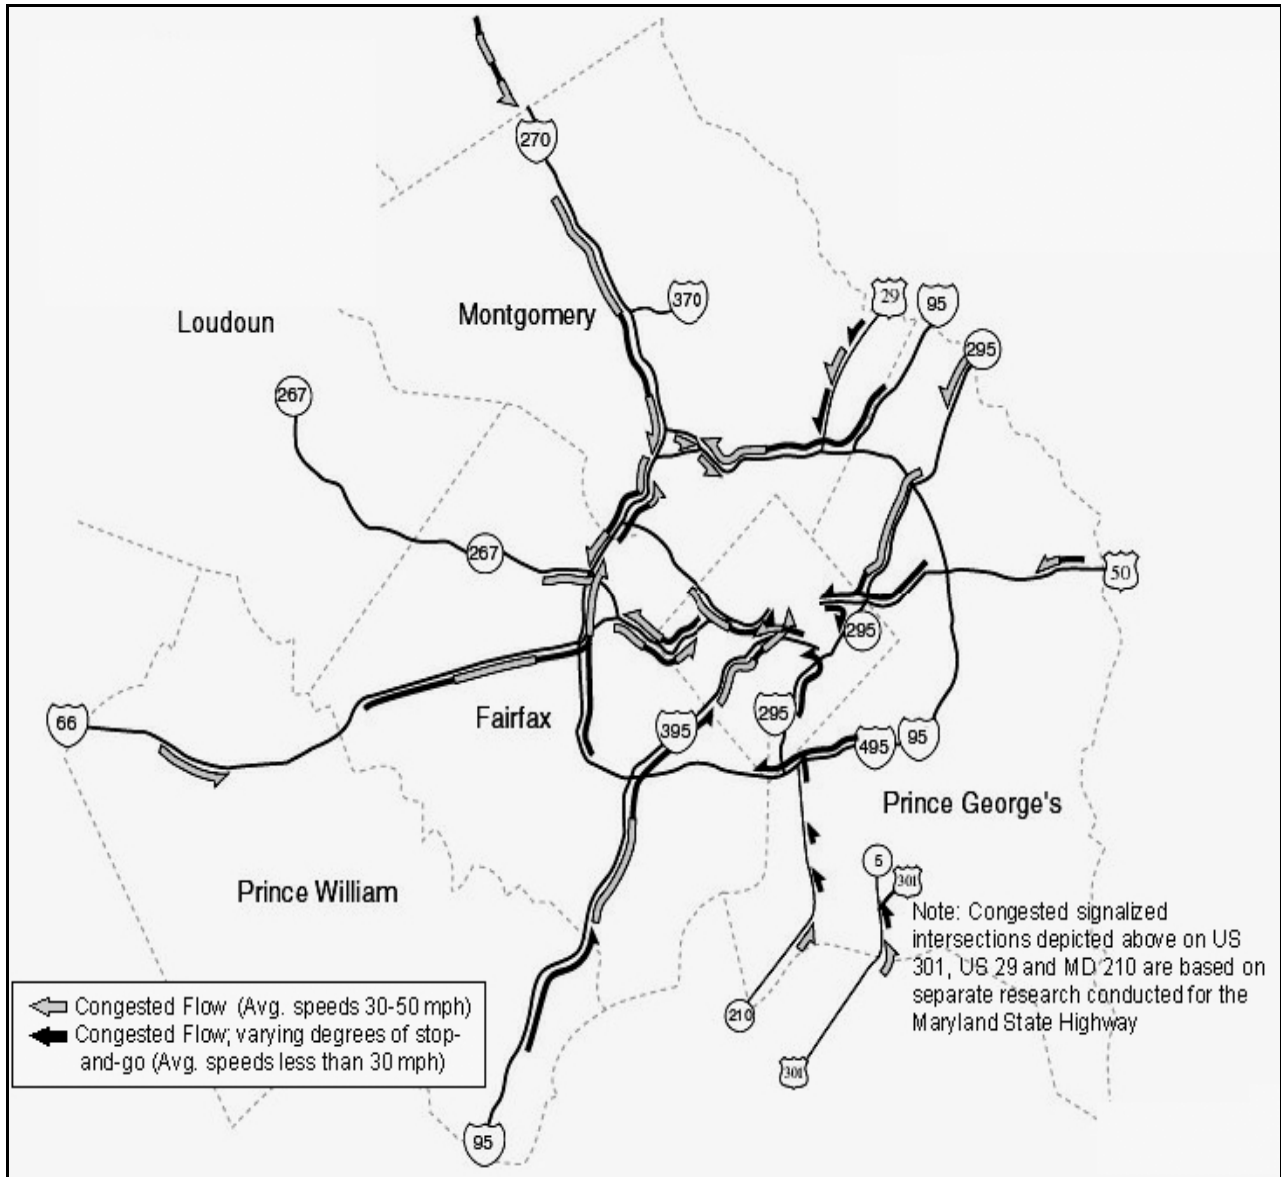 270
370
29
95
295
Loudoun
Montgomery
267
267
50
295
66
Fairfax
395
295
495
95
Prince George's
5
301
Prince William
Note: Congested signalized
intersections depicted above on US
301, US 29 and MD 210 are based on
separate research conducted for the
Maryland State Highway
Congested Flow (Avg. speeds 30-50 mph)
Congested Flow; varying degrees of stop-
and-go (Avg. speeds less than 30 mph)
210
301
95